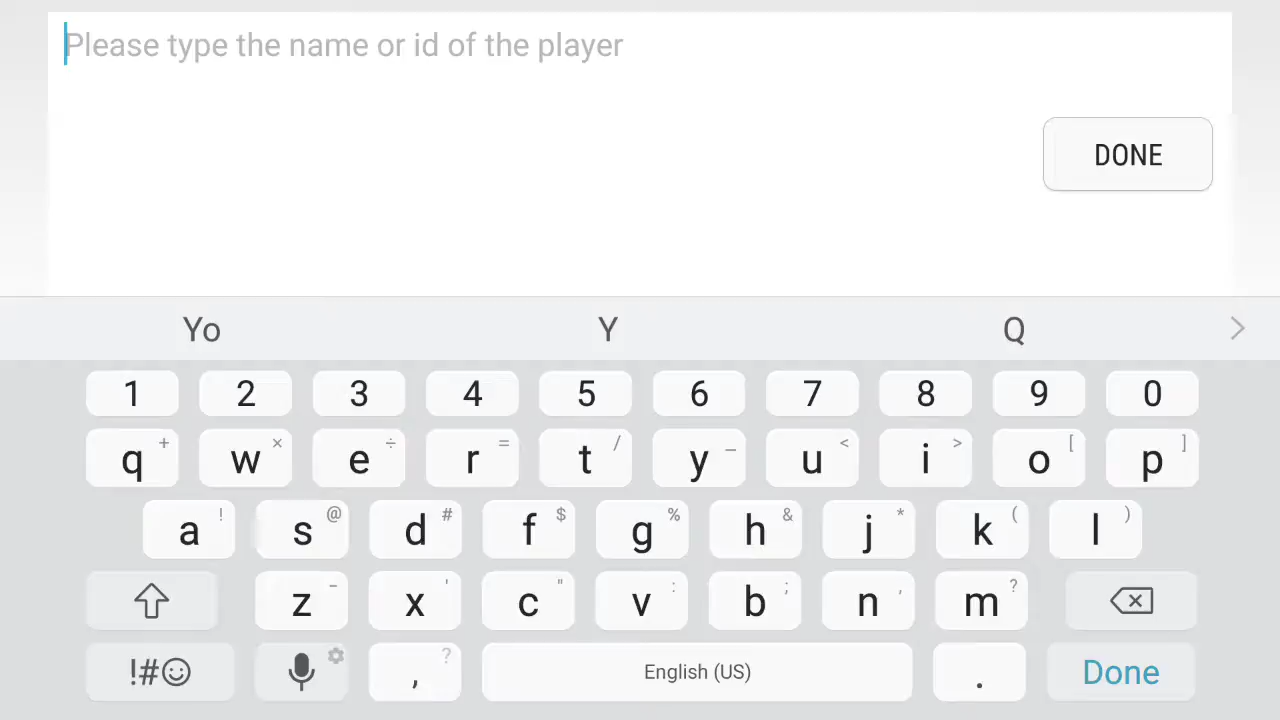 Please type the name or id of the player
DONE
Yo Y Q
1 2 3 4 5 6 7 8 9 0
q + w × e ÷ r = t / y _ u < i > o [ p ]
a ! s @ d # f $ g % h & j * k ( l )
z - x ' c " v : b ; n , m ?
!#☺ , ? English (US) . Done